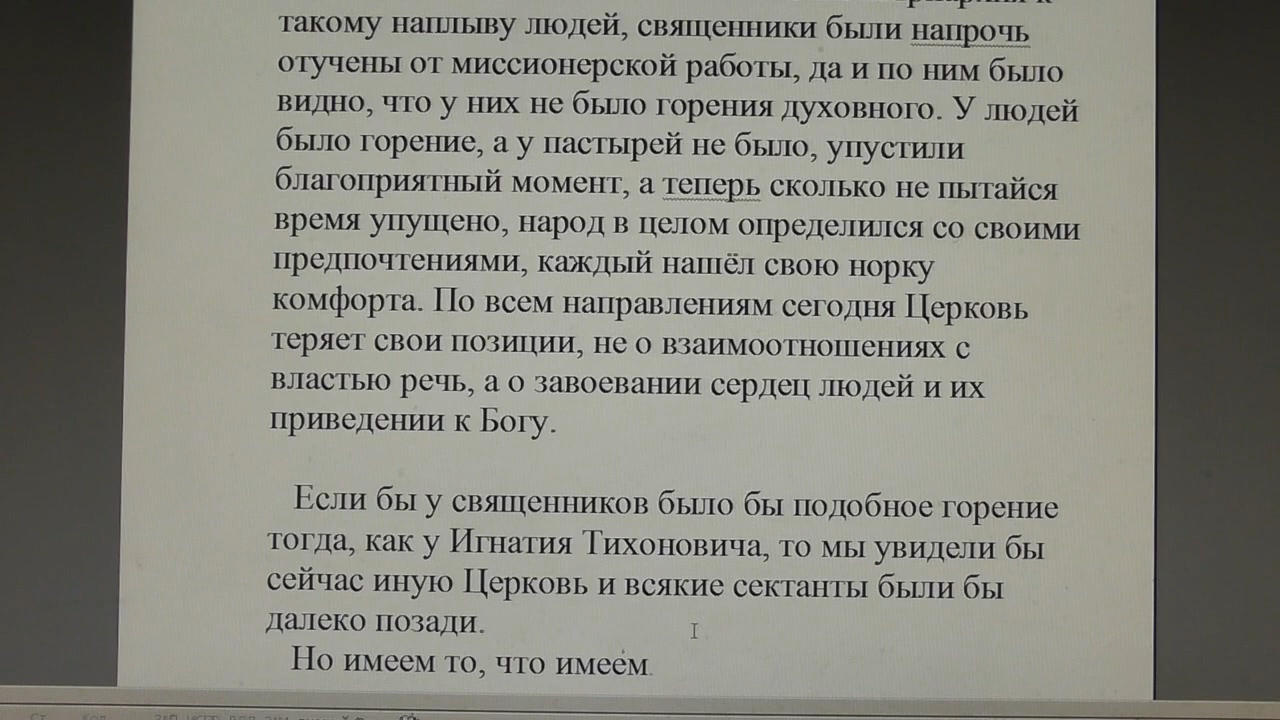 такому наплыву людей, священники были напрочь
отучены от миссионерской работы, да и по ним было
видно, что у них не было горения духовного. У людей
было горение, а у пастырей не было, упустили
благоприятный момент, а теперь сколько не пытайся
время упущено, народ в целом определился со своими
предпочтениями, каждый нашёл свою норку
комфорта. По всем направлениям сегодня Церковь
теряет свои позиции, не о взаимоотношениях с
властью речь, а о завоевании сердец людей и их
приведении к Богу.
Если бы у священников было бы подобное горение
тогда, как у Игнатия Тихоновича, то мы увидели бы
сейчас иную Церковь и всякие сектанты были бы
далеко позади.
Но имеем то, что имеем.